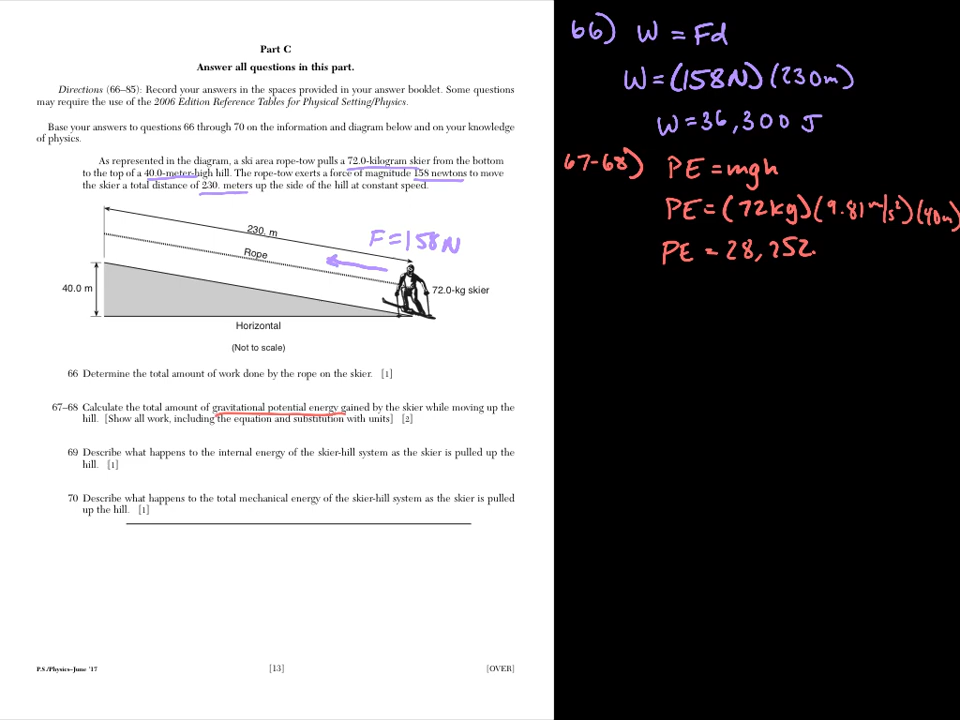 Part C
Answer all questions in this part.
Directions (66–85): Record your answers in the spaces provided in your answer booklet. Some questions
may require the use of the 2006 Edition Reference Tables for Physical Setting/Physics.
Base your answers to questions 66 through 70 on the information and diagram below and on your knowledge
of physics.
As represented in the diagram, a ski area rope-tow pulls a 72.0-kilogram skier from the bottom
to the top of a 40.0-meter-high hill. The rope-tow exerts a force of magnitude 158 newtons to move
the skier a total distance of 230. meters up the side of the hill at constant speed.
230. m
F=158N
Rope
40.0 m
72.0-kg skier
Horizontal
(Not to scale)
66 Determine the total amount of work done by the rope on the skier. [1]
67–68 Calculate the total amount of gravitational potential energy gained by the skier while moving up the
hill. [Show all work, including the equation and substitution with units] [2]
69 Describe what happens to the internal energy of the skier-hill system as the skier is pulled up the
hill. [1]
70 Describe what happens to the total mechanical energy of the skier-hill system as the skier is pulled
up the hill. [1]
P.S./Physics–June '17
[13]
[OVER]
66) W = Fd
W=(158N)(230m)
W=36,300 J
67-68) PE=mgh
PE=(72kg)(9.81m/s²)(40m)
PE = 28,252.